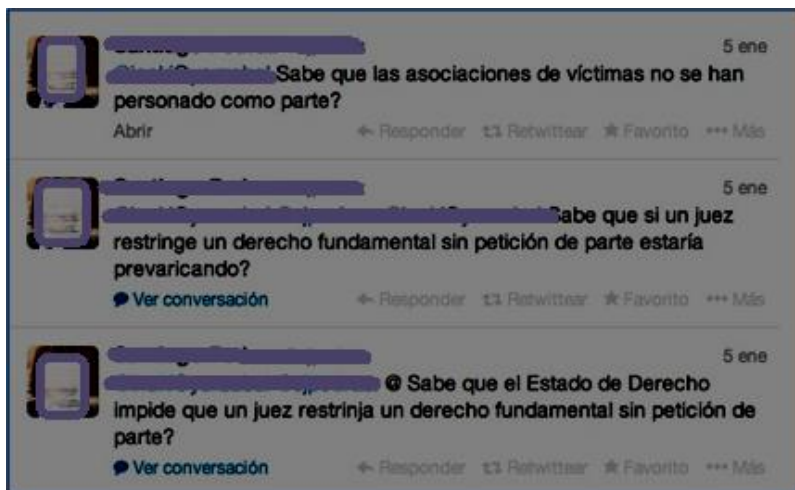 5 ene
Sabe que las asociaciones de víctimas no se han
personado como parte?
Abrir Responder Retwittear Favorito Más
5 ene
Sabe que si un juez
restringe un derecho fundamental sin petición de parte estaría
prevaricando?
Ver conversación Responder Retwittear Favorito Más
5 ene
@ Sabe que el Estado de Derecho
impide que un juez restrinja un derecho fundamental sin petición de
parte?
Ver conversación Responder Retwittear Favorito Más